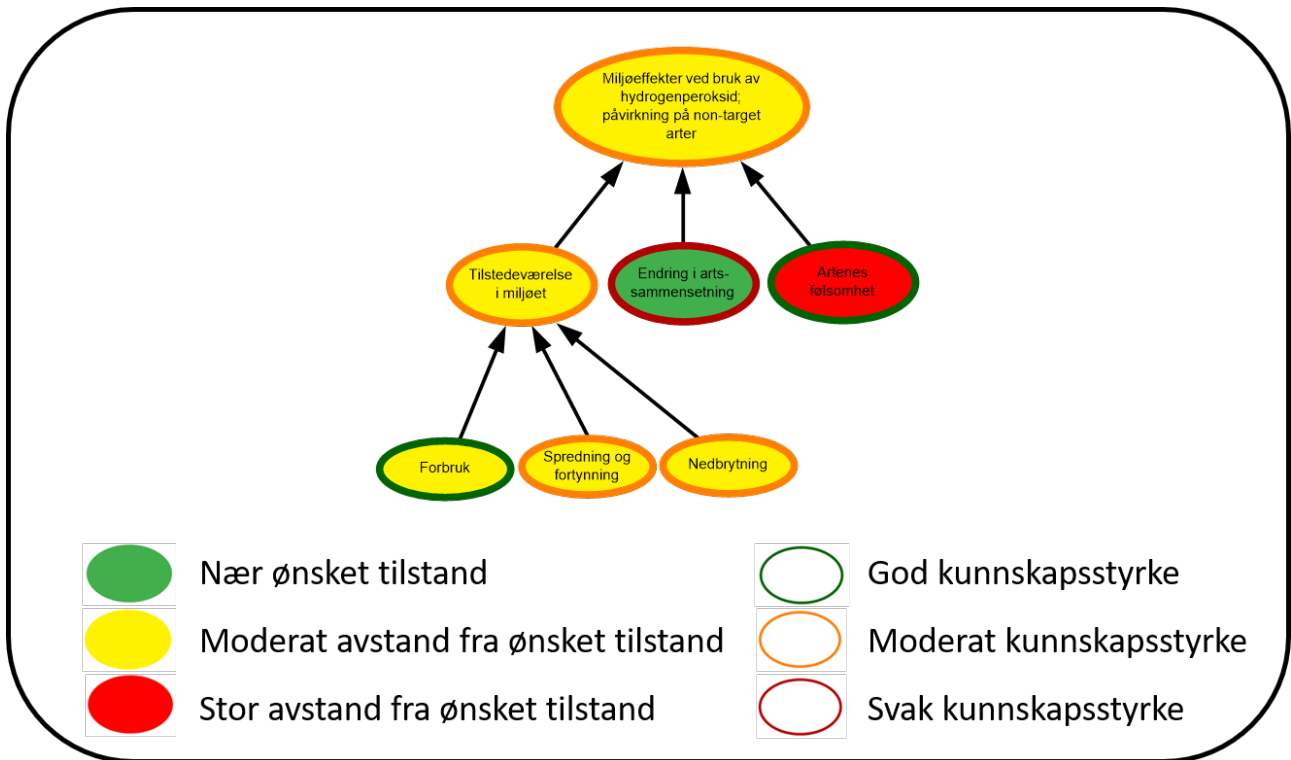 Miljøeffekter ved bruk av
hydrogenperoksid;
påvirkning på non-target
arter
Tilstedeværelse
i miljøet
Endring i arts-
sammensetning
Artenes
følsomhet
Forbruk
Spredning og
fortynning
Nedbrytning
Nær ønsket tilstand
Moderat avstand fra ønsket tilstand
Stor avstand fra ønsket tilstand
God kunnskapsstyrke
Moderat kunnskapsstyrke
Svak kunnskapsstyrke